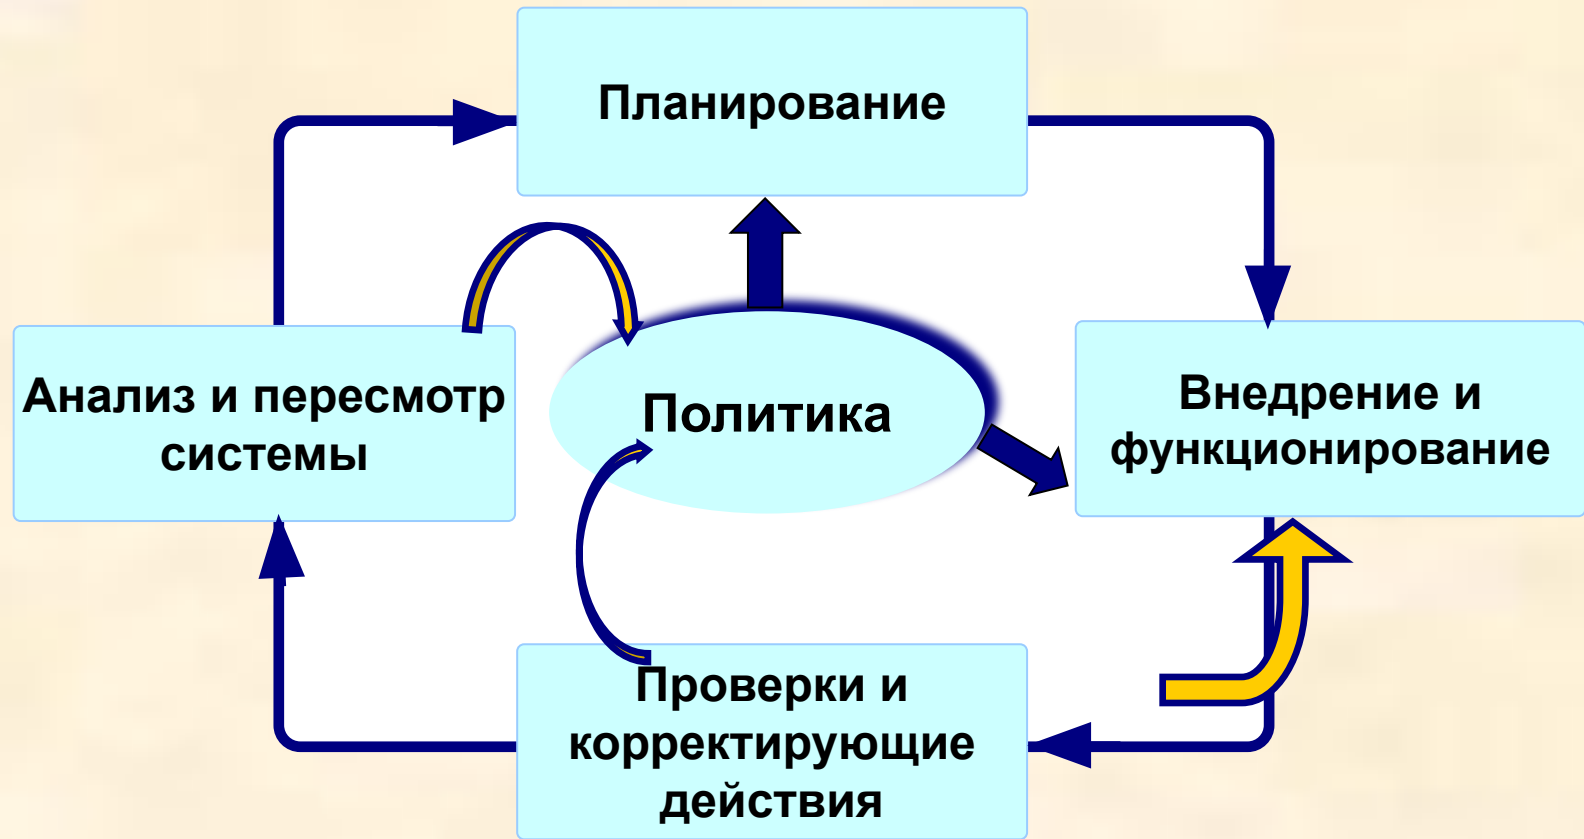 Планирование
Анализ и пересмотр
системы
Политика
Внедрение и
функционирование
Проверки и
корректирующие
действия